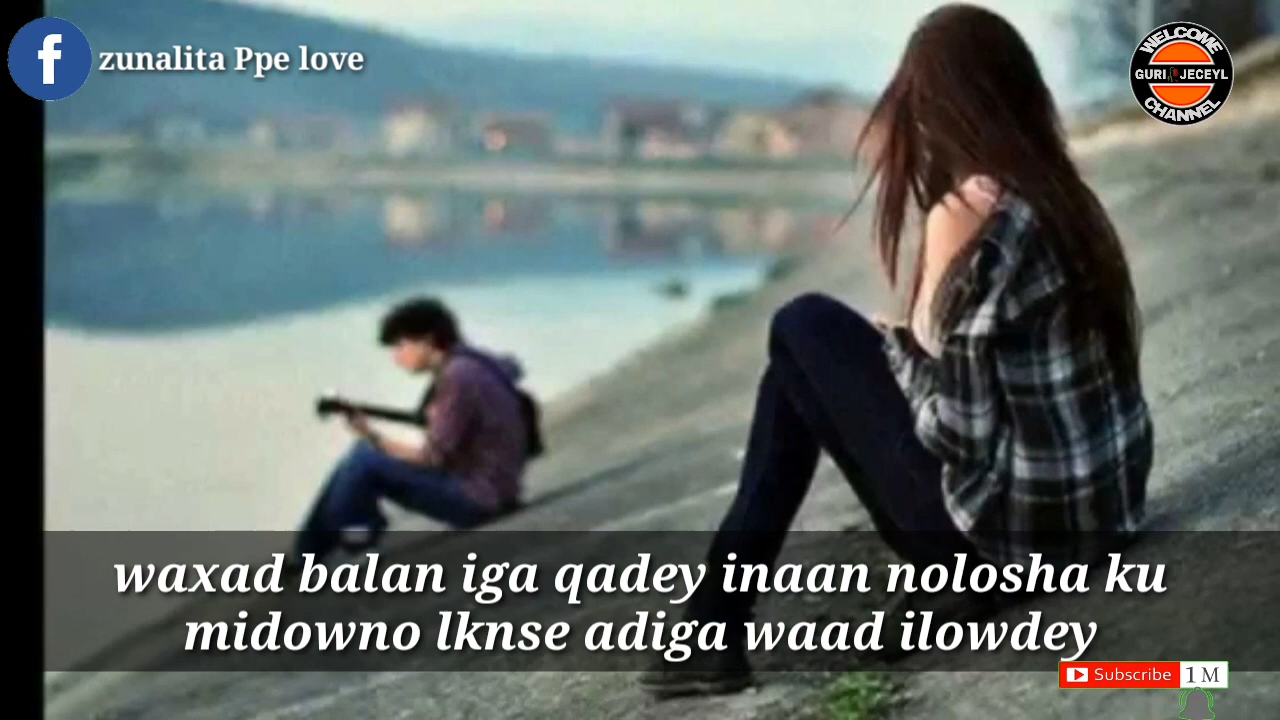 f
zunalita Ppe love
WELCOME
GURI JECEYL
CHANNEL
waxad balan iga qadey inaan nolosha ku
midowno lknse adiga waad ilowdey
Subscribe 1 M